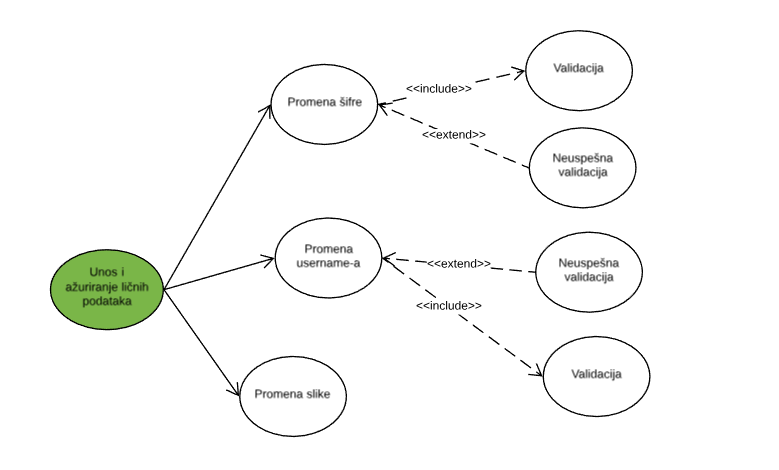 Unos i
ažuriranje ličnih
podataka
Promena šifre
<<include>>
Validacija
<<extend>>
Neuspešna
validacija
Promena
username-a
<<extend>>
Neuspešna
validacija
<<include>>
Validacija
Promena slike